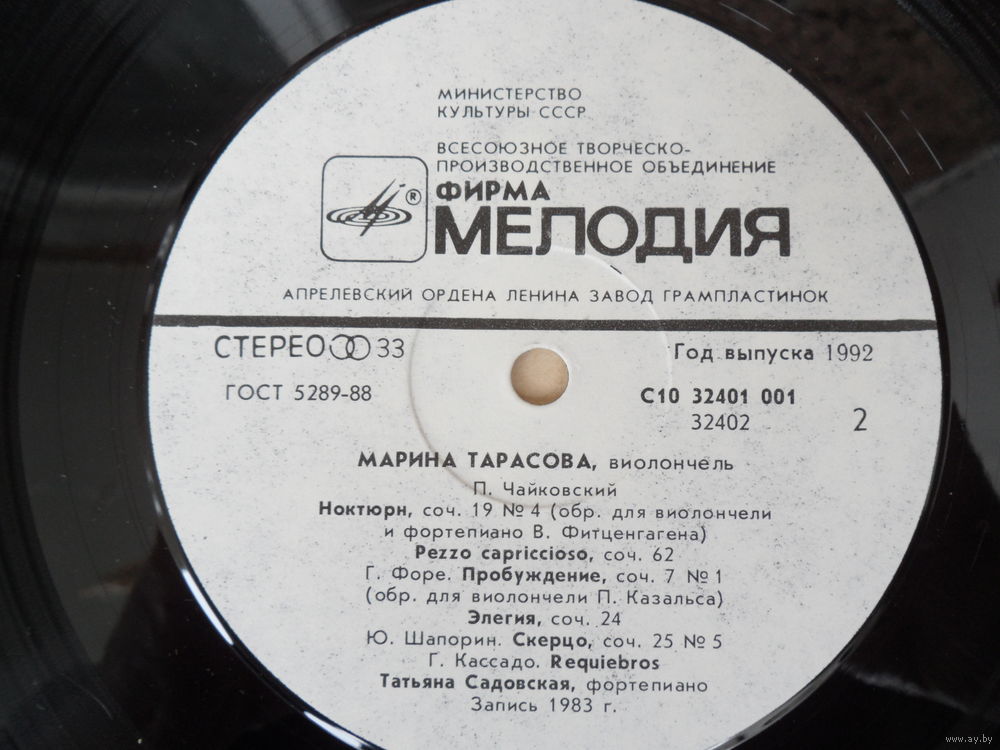 МИНИСТЕРСТВО
КУЛЬТУРЫ СССР
ВСЕСОЮЗНОЕ ТВОРЧЕСКО-
ПРОИЗВОДСТВЕННОЕ ОБЪЕДИНЕНИЕ
ФИРМА
®
МЕЛОДИЯ
АПРЕЛЕВСКИЙ ОРДЕНА ЛЕНИНА ЗАВОД ГРАМПЛАСТИНОК
СТЕРЕО 33
Год выпуска 1992
ГОСТ 5289-88
С10 32401 001
32402
2
МАРИНА ТАРАСОВА, виолончель
П. Чайковский
Ноктюрн, соч. 19 № 4 (обр. для виолончели
и фортепиано В. Фитценгагена)
Pezzo capriccioso, соч. 62
Г. Форе. Пробуждение, соч. 7 № 1
(обр. для виолончели П. Казальса)
Элегия, соч. 24
Ю. Шапорин. Скерцо, соч. 25 № 5
Г. Кассадо. Requiebros
Татьяна Садовская, фортепиано
Запись 1983 г.
www.ay.by